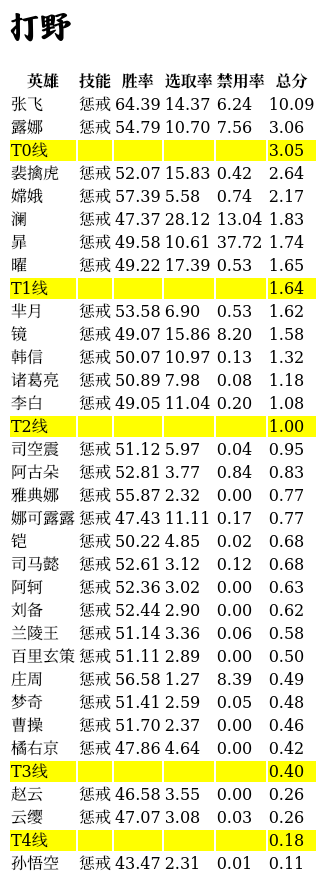 打野
英雄 技能 胜率 选取率 禁用率 总分
张飞 惩戒 64.39 14.37 6.24 10.09
露娜 惩戒 54.79 10.70 7.56 3.06
T0线 3.05
裴擒虎 惩戒 52.07 15.83 0.42 2.64
嫦娥 惩戒 57.39 5.58 0.74 2.17
澜 惩戒 47.37 28.12 13.04 1.83
暃 惩戒 49.58 10.61 37.72 1.74
曜 惩戒 49.22 17.39 0.53 1.65
T1线 1.64
芈月 惩戒 53.58 6.90 0.53 1.62
镜 惩戒 49.07 15.86 8.20 1.58
韩信 惩戒 50.07 10.97 0.13 1.32
诸葛亮 惩戒 50.89 7.98 0.08 1.18
李白 惩戒 49.05 11.04 0.20 1.08
T2线 1.00
司空震 惩戒 51.12 5.97 0.04 0.95
阿古朵 惩戒 52.81 3.77 0.84 0.83
雅典娜 惩戒 55.87 2.32 0.00 0.77
娜可露露 惩戒 47.43 11.11 0.17 0.77
铠 惩戒 50.22 4.85 0.02 0.68
司马懿 惩戒 52.61 3.12 0.12 0.68
阿轲 惩戒 52.36 3.02 0.00 0.63
刘备 惩戒 52.44 2.90 0.00 0.62
兰陵王 惩戒 51.14 3.36 0.06 0.58
百里玄策 惩戒 51.11 2.89 0.00 0.50
庄周 惩戒 56.58 1.27 8.39 0.49
梦奇 惩戒 51.41 2.59 0.05 0.48
曹操 惩戒 51.70 2.37 0.00 0.46
橘右京 惩戒 47.86 4.64 0.00 0.42
T3线 0.40
赵云 惩戒 46.58 3.55 0.00 0.26
云缨 惩戒 47.07 3.08 0.03 0.26
T4线 0.18
孙悟空 惩戒 43.47 2.31 0.01 0.11